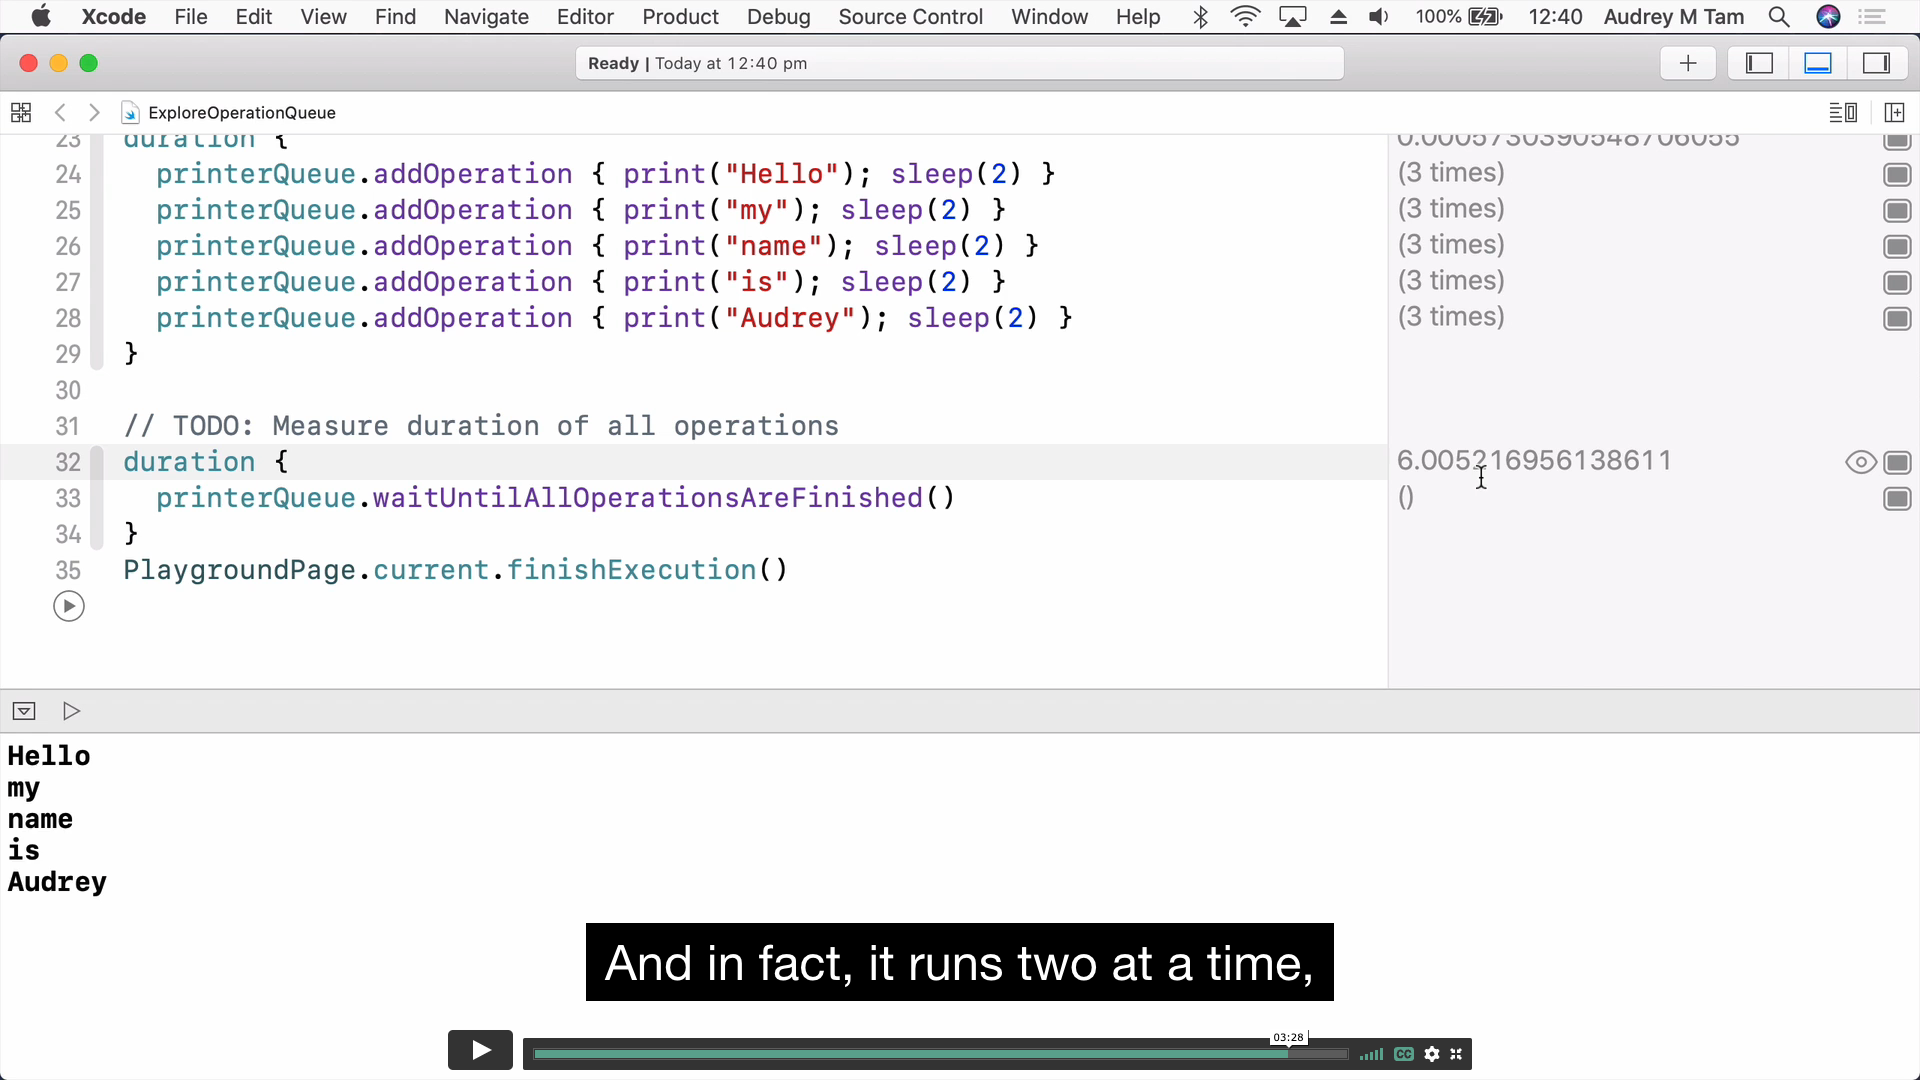 Xcode File Edit View Find Navigate Editor Product Debug Source Control Window Help 100% 12:40 Audrey M Tam
Ready | Today at 12:40 pm
ExploreOperationQueue
23 duration { 0.0005730390548706055
24 printerQueue.addOperation { print("Hello"); sleep(2) } (3 times)
25 printerQueue.addOperation { print("my"); sleep(2) } (3 times)
26 printerQueue.addOperation { print("name"); sleep(2) } (3 times)
27 printerQueue.addOperation { print("is"); sleep(2) } (3 times)
28 printerQueue.addOperation { print("Audrey"); sleep(2) } (3 times)
29 }
30
31 // TODO: Measure duration of all operations
32 duration { 6.005216956138611
33 printerQueue.waitUntilAllOperationsAreFinished() ()
34 }
35 PlaygroundPage.current.finishExecution()
Hello
my
name
is
Audrey
And in fact, it runs two at a time,
03:28
CC